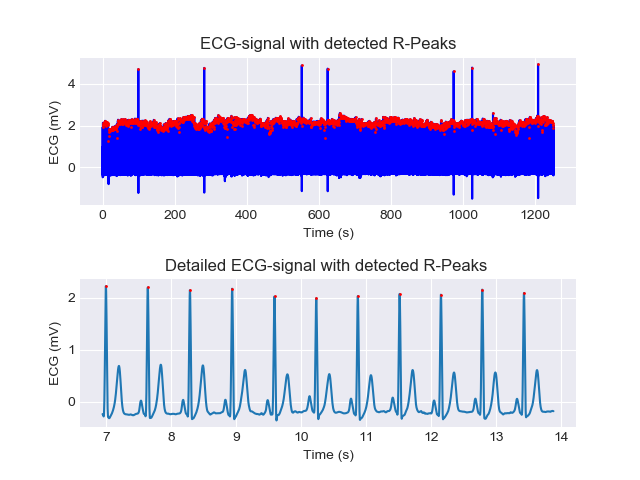 ECG-signal with detected R-Peaks
4
2
0
ECG (mV)
0 200 400 600 800 1000 1200
Time (s)
Detailed ECG-signal with detected R-Peaks
2
1
0
ECG (mV)
7 8 9 10 11 12 13 14
Time (s)